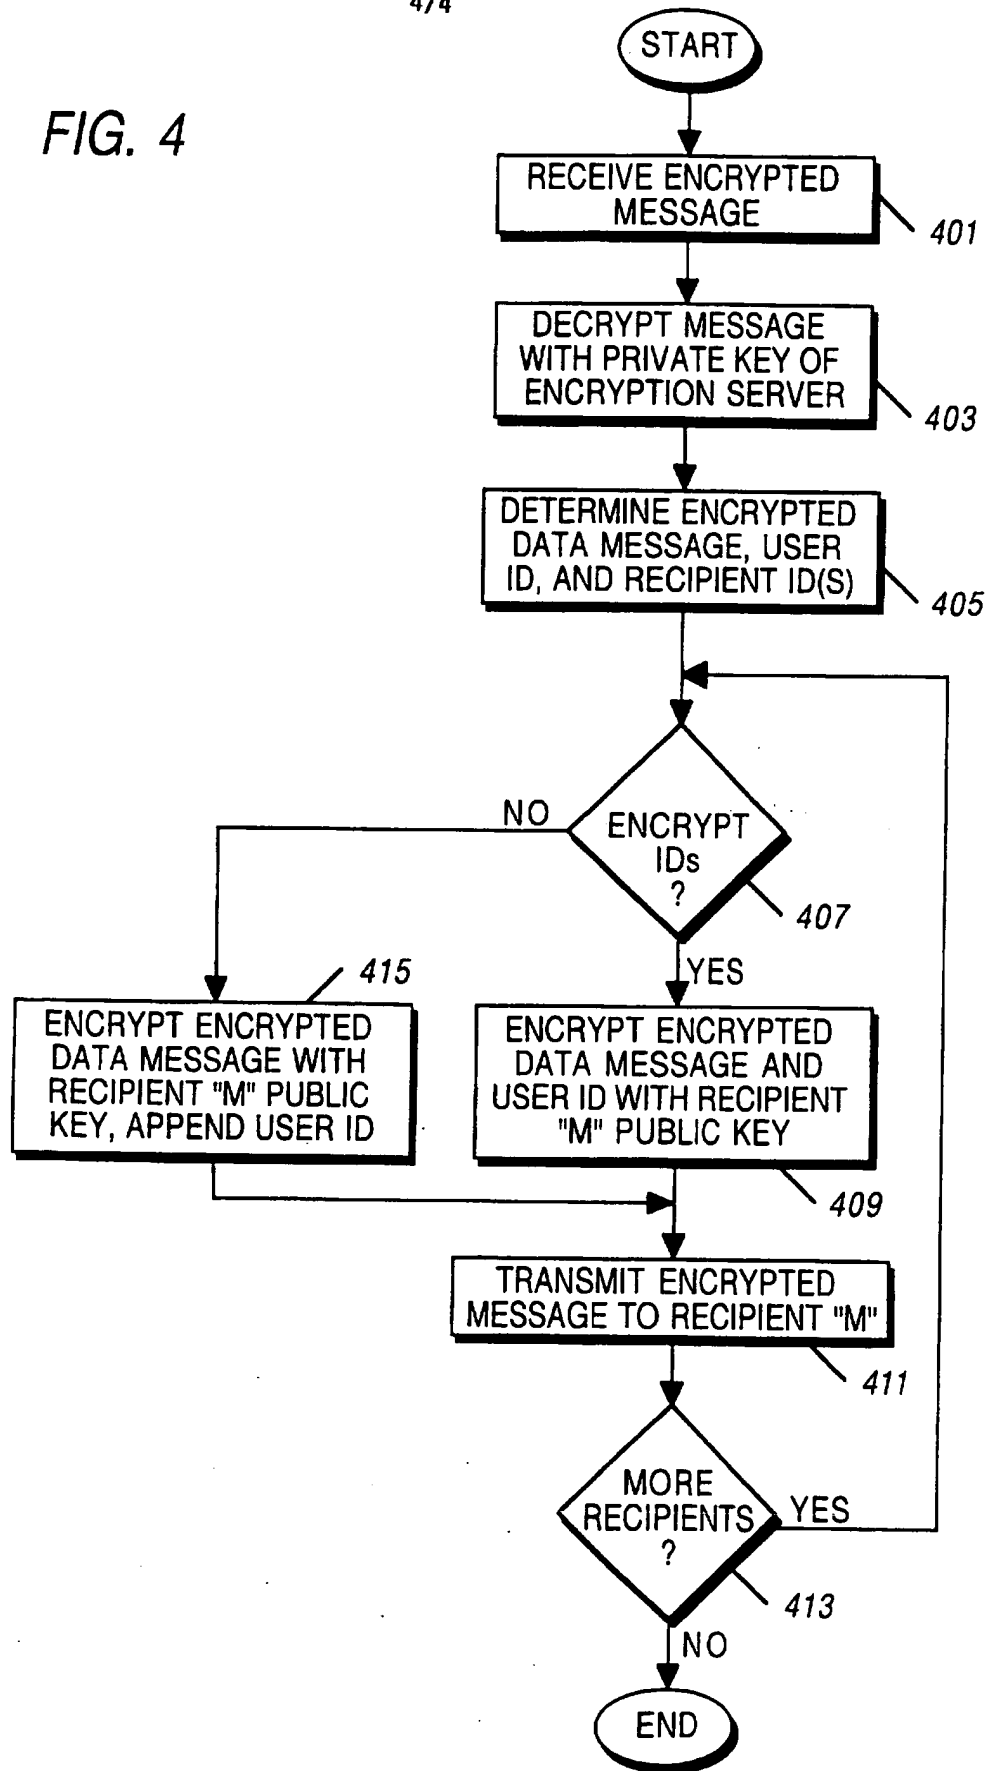 4/4
START
FIG. 4
RECEIVE ENCRYPTED
MESSAGE
401
DECRYPT MESSAGE
WITH PRIVATE KEY OF
ENCRYPTION SERVER
403
DETERMINE ENCRYPTED
DATA MESSAGE, USER
ID, AND RECIPIENT ID(S)
405
NO
ENCRYPT
IDs
?
407
YES
415
ENCRYPT ENCRYPTED
DATA MESSAGE WITH
RECIPIENT "M" PUBLIC
KEY, APPEND USER ID
ENCRYPT ENCRYPTED
DATA MESSAGE AND
USER ID WITH RECIPIENT
"M" PUBLIC KEY
409
TRANSMIT ENCRYPTED
MESSAGE TO RECIPIENT "M"
411
MORE
RECIPIENTS
?
YES
413
NO
END